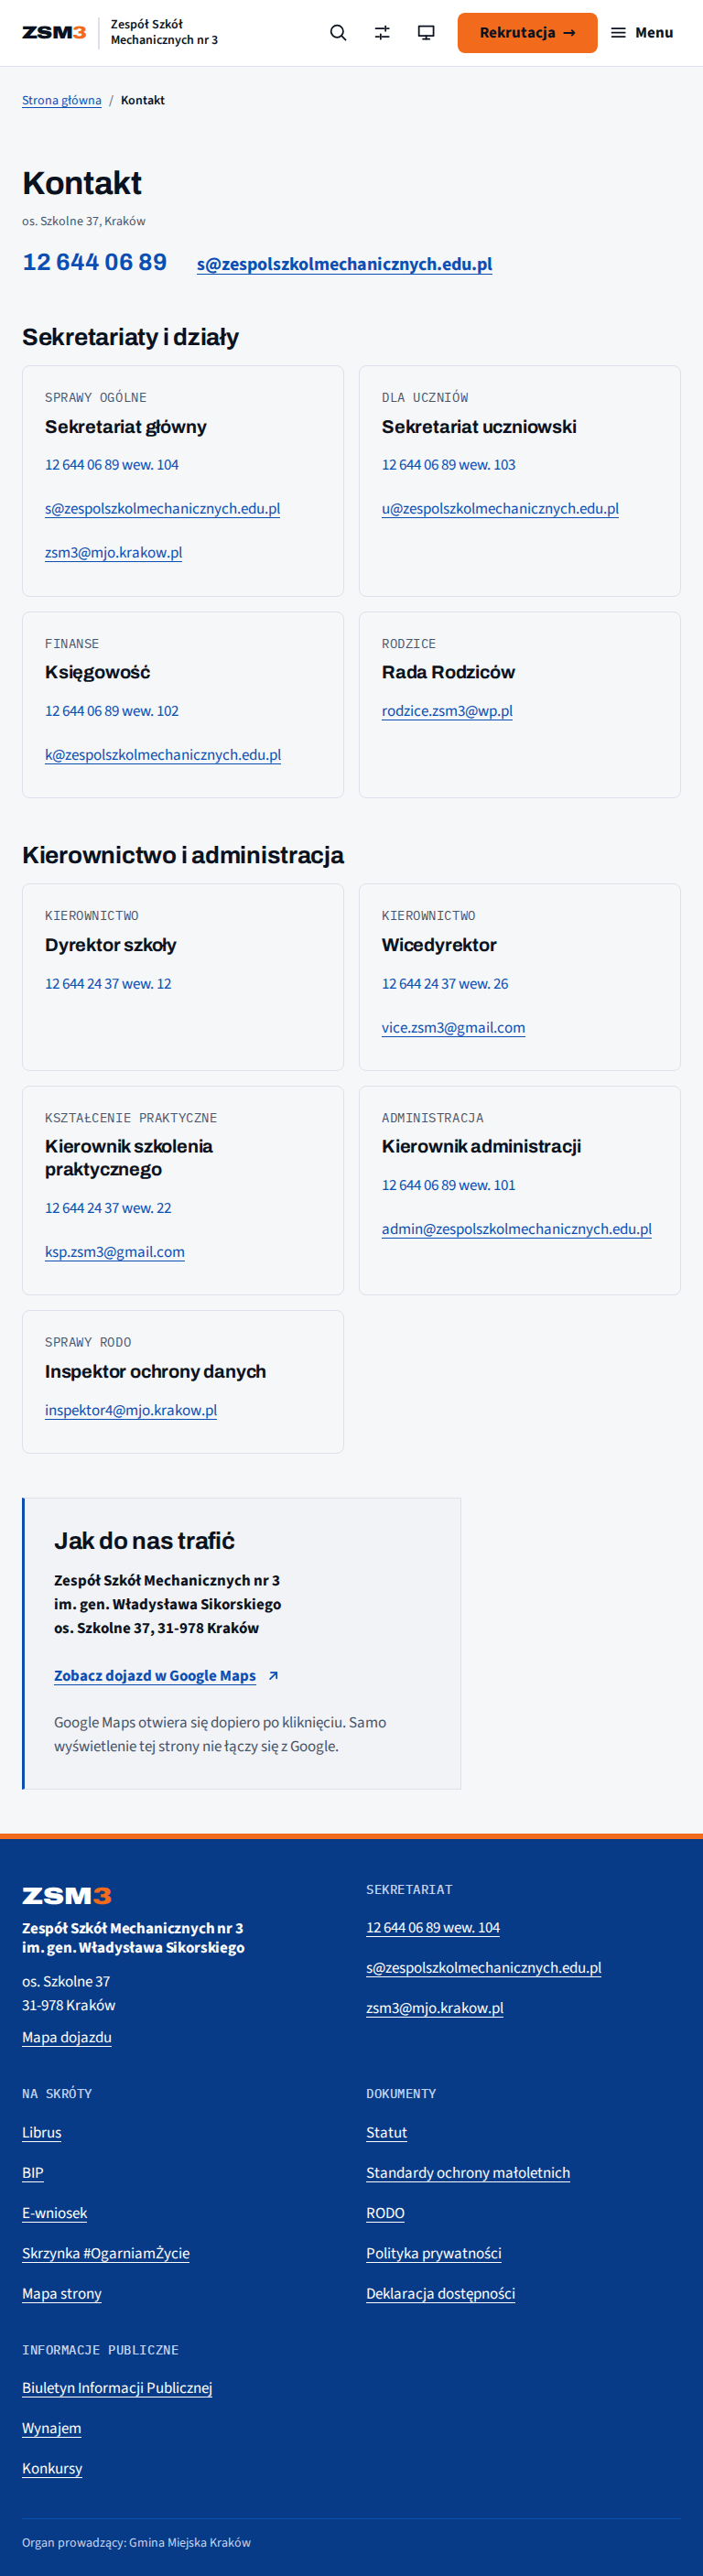 ZSM3
Zespół Szkół
Mechanicznych nr 3
Rekrutacja →
Menu
Strona główna / Kontakt
Kontakt
os. Szkolne 37, Kraków
12 644 06 89
s@zespolszkolmechanicznych.edu.pl
Sekretariaty i działy
SPRAWY OGÓLNE
Sekretariat główny
12 644 06 89 wew. 104
s@zespolszkolmechanicznych.edu.pl
zsm3@mjo.krakow.pl
DLA UCZNIÓW
Sekretariat uczniowski
12 644 06 89 wew. 103
u@zespolszkolmechanicznych.edu.pl
FINANSE
Księgowość
12 644 06 89 wew. 102
k@zespolszkolmechanicznych.edu.pl
RODZICE
Rada Rodziców
rodzice.zsm3@wp.pl
Kierownictwo i administracja
KIEROWNICTWO
Dyrektor szkoły
12 644 24 37 wew. 12
KIEROWNICTWO
Wicedyrektor
12 644 24 37 wew. 26
vice.zsm3@gmail.com
KSZTAŁCENIE PRAKTYCZNE
Kierownik szkolenia
praktycznego
12 644 24 37 wew. 22
ksp.zsm3@gmail.com
ADMINISTRACJA
Kierownik administracji
12 644 06 89 wew. 101
admin@zespolszkolmechanicznych.edu.pl
SPRAWY RODO
Inspektor ochrony danych
inspektor4@mjo.krakow.pl
Jak do nas trafić
Zespół Szkół Mechanicznych nr 3
im. gen. Władysława Sikorskiego
os. Szkolne 37, 31-978 Kraków
Zobacz dojazd w Google Maps ↗
Google Maps otwiera się dopiero po kliknięciu. Samo
wyświetlenie tej strony nie łączy się z Google.
ZSM3
Zespół Szkół Mechanicznych nr 3
im. gen. Władysława Sikorskiego
os. Szkolne 37
31-978 Kraków
Mapa dojazdu
SEKRETARIAT
12 644 06 89 wew. 104
s@zespolszkolmechanicznych.edu.pl
zsm3@mjo.krakow.pl
NA SKRÓTY
Librus
BIP
E-wniosek
Skrzynka #OgarniamŻycie
Mapa strony
DOKUMENTY
Statut
Standardy ochrony małoletnich
RODO
Polityka prywatności
Deklaracja dostępności
INFORMACJE PUBLICZNE
Biuletyn Informacji Publicznej
Wynajem
Konkursy
Organ prowadzący: Gmina Miejska Kraków